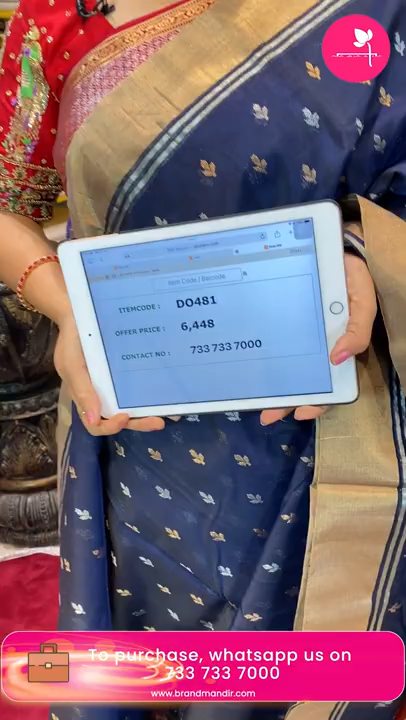 Item Code / Barcode
ITEMCODE : DO481
OFFER PRICE : 6,448
CONTACT NO : 733 733 7000
To purchase, whatsapp us on
733 733 7000
www.brandmandir.com